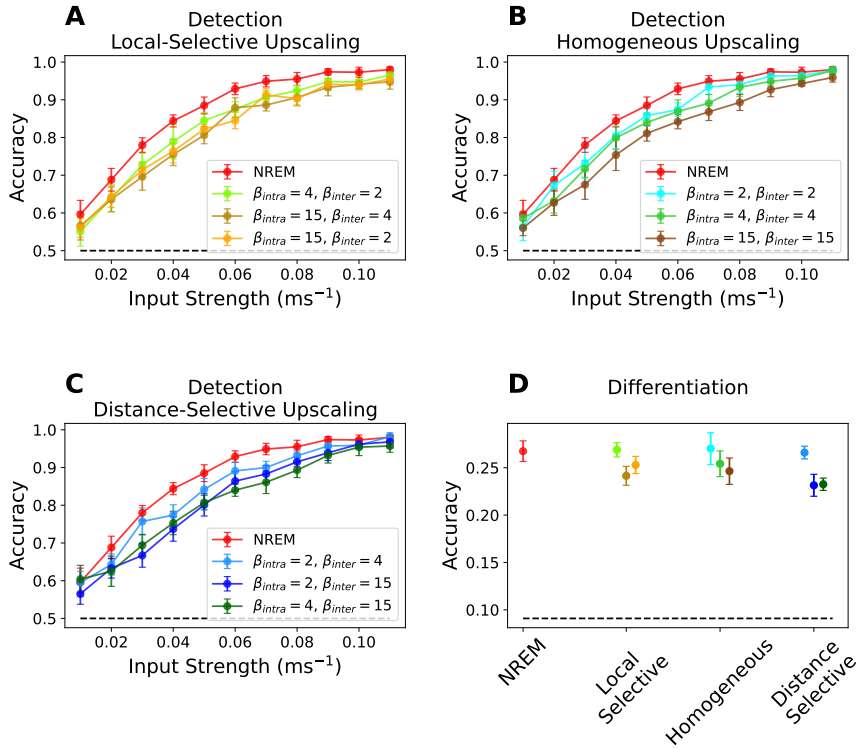 A
Detection
Local-Selective Upscaling
1.0
0.9
0.8
0.7
0.6
0.5
Accuracy
0.02 0.04 0.06 0.08 0.10
Input Strength (ms⁻¹)
NREM
β_intra = 4, β_inter = 2
β_intra = 15, β_inter = 4
β_intra = 15, β_inter = 2
B
Detection
Homogeneous Upscaling
1.0
0.9
0.8
0.7
0.6
0.5
Accuracy
0.02 0.04 0.06 0.08 0.10
Input Strength (ms⁻¹)
NREM
β_intra = 2, β_inter = 2
β_intra = 4, β_inter = 4
β_intra = 15, β_inter = 15
C
Detection
Distance-Selective Upscaling
1.0
0.9
0.8
0.7
0.6
0.5
Accuracy
0.02 0.04 0.06 0.08 0.10
Input Strength (ms⁻¹)
NREM
β_intra = 2, β_inter = 4
β_intra = 2, β_inter = 15
β_intra = 4, β_inter = 15
D
Differentiation
0.25
0.20
0.15
0.10
Accuracy
NREM
Local
Selective
Homogeneous
Distance
Selective